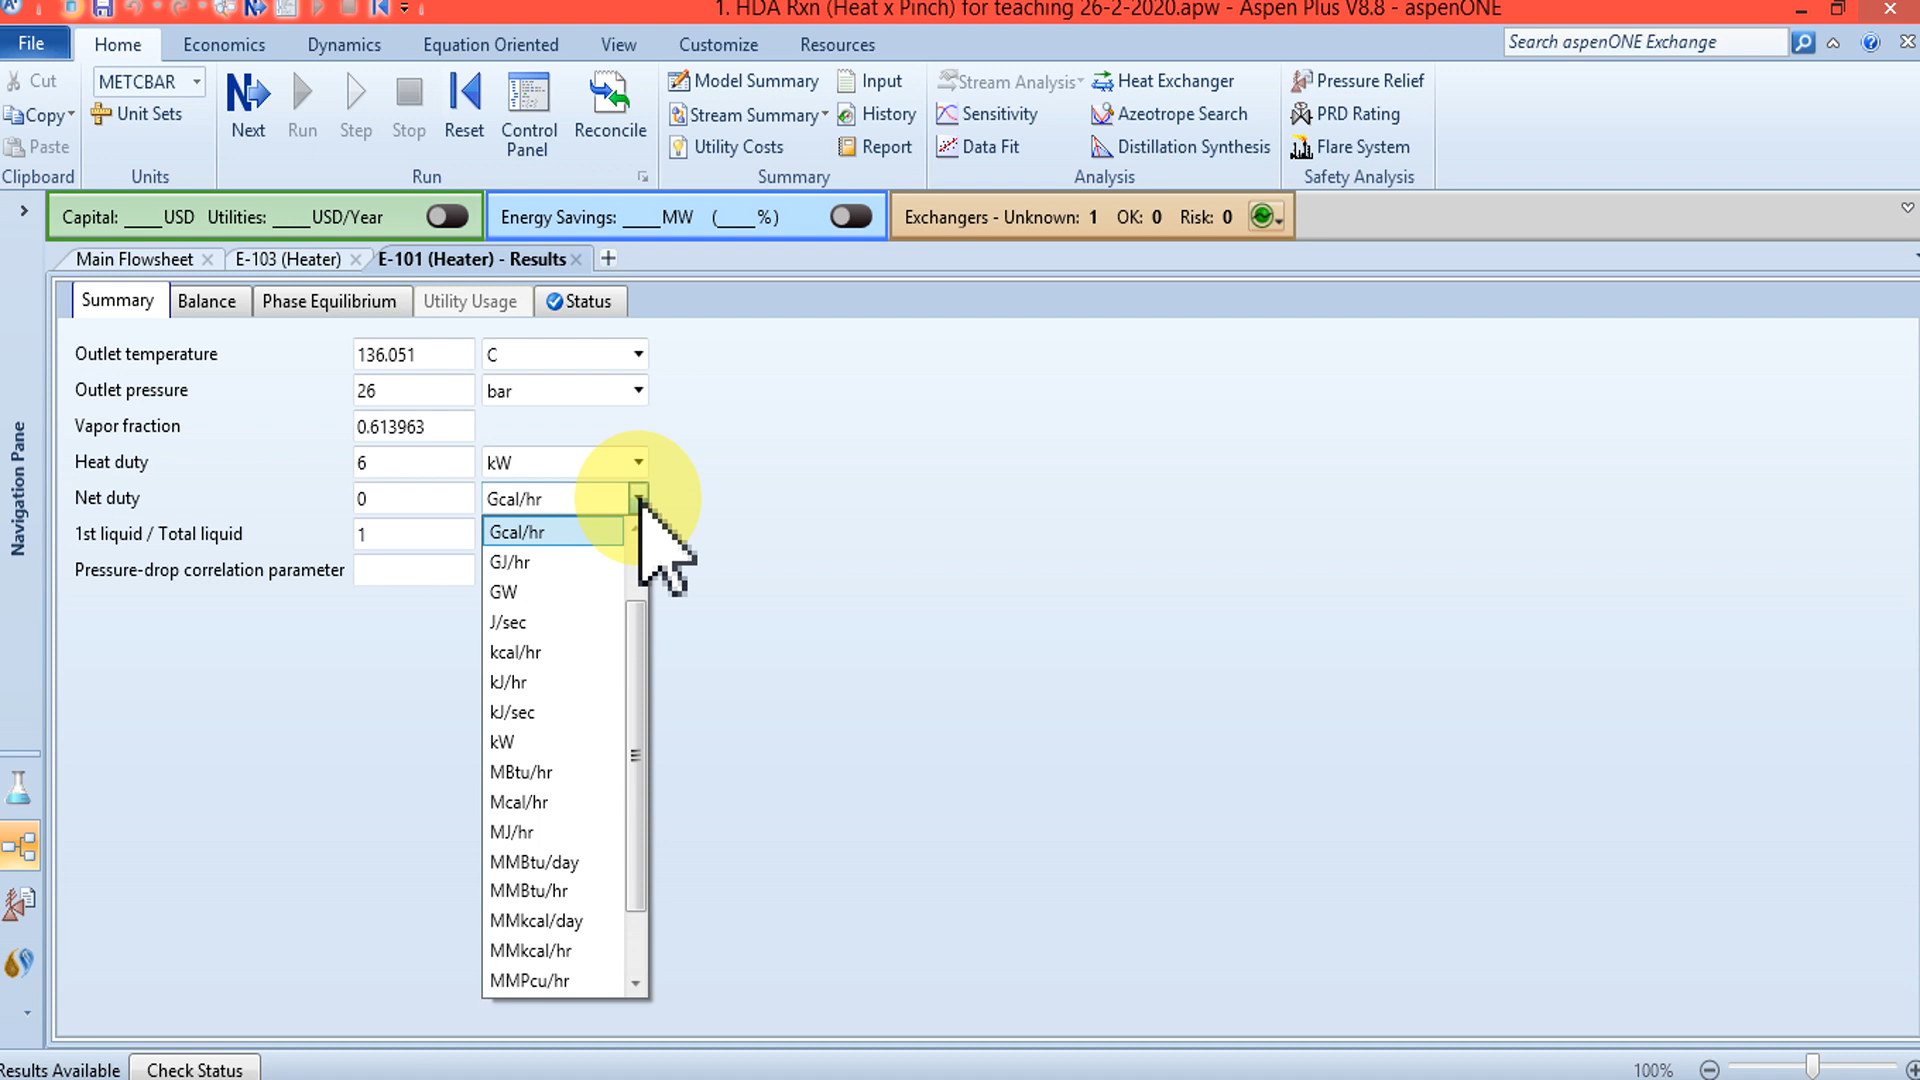 1. HDA Rxn (Heat x Pinch) for teaching 26-2-2020.apw - Aspen Plus V8.8 - aspenONE
File Home Economics Dynamics Equation Oriented View Customize Resources Search aspenONE Exchange
Cut METCBAR Model Summary Input Stream Analysis Heat Exchanger Pressure Relief
Copy Unit Sets Stream Summary History Sensitivity Azeotrope Search PRD Rating
Next Run Step Stop Reset Control Panel Reconcile
Paste Utility Costs Report Data Fit Distillation Synthesis Flare System
Clipboard Units Run Summary Analysis Safety Analysis
Capital: ____USD Utilities: ____USD/Year Energy Savings: ____MW (____%) Exchangers - Unknown: 1 OK: 0 Risk: 0
Main Flowsheet E-103 (Heater) E-101 (Heater) - Results
Summary Balance Phase Equilibrium Utility Usage Status
Navigation Pane
Outlet temperature 136.051 C
Outlet pressure 26 bar
Vapor fraction 0.613963
Heat duty 6 kW
Net duty 0 Gcal/hr
1st liquid / Total liquid 1
Pressure-drop correlation parameter
Gcal/hr
GJ/hr
GW
J/sec
kcal/hr
kJ/hr
kJ/sec
kW
MBtu/hr
Mcal/hr
MJ/hr
MMBtu/day
MMBtu/hr
MMkcal/day
MMkcal/hr
MMPcu/hr
Results Available Check Status 100%